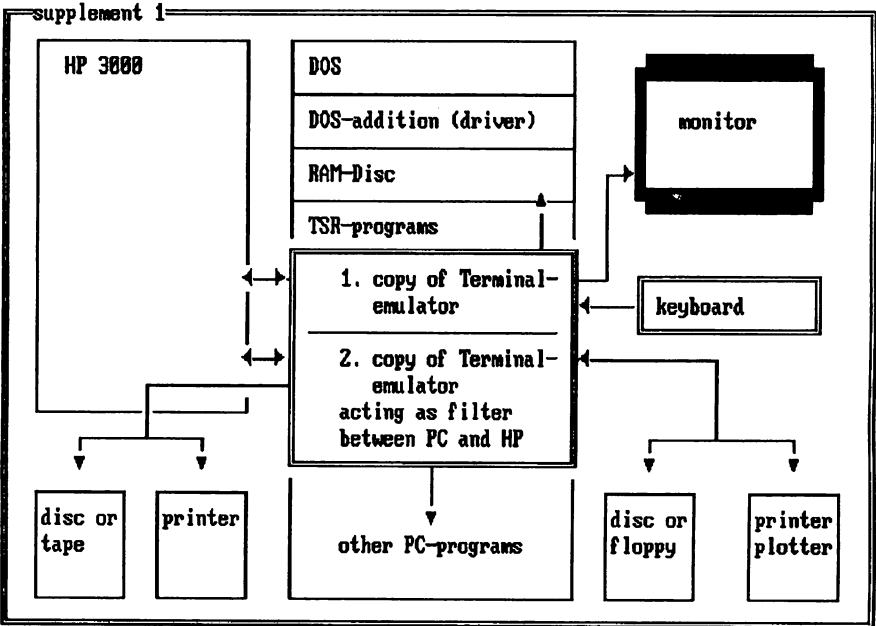 supplement 1
HP 3000
DOS
DOS-addition (driver)
RAM-Disc
TSR-programs
monitor
1. copy of Terminal-
emulator
keyboard
2. copy of Terminal-
emulator
acting as filter
between PC and HP
disc or
tape
printer
other PC-programs
disc or
floppy
printer
plotter